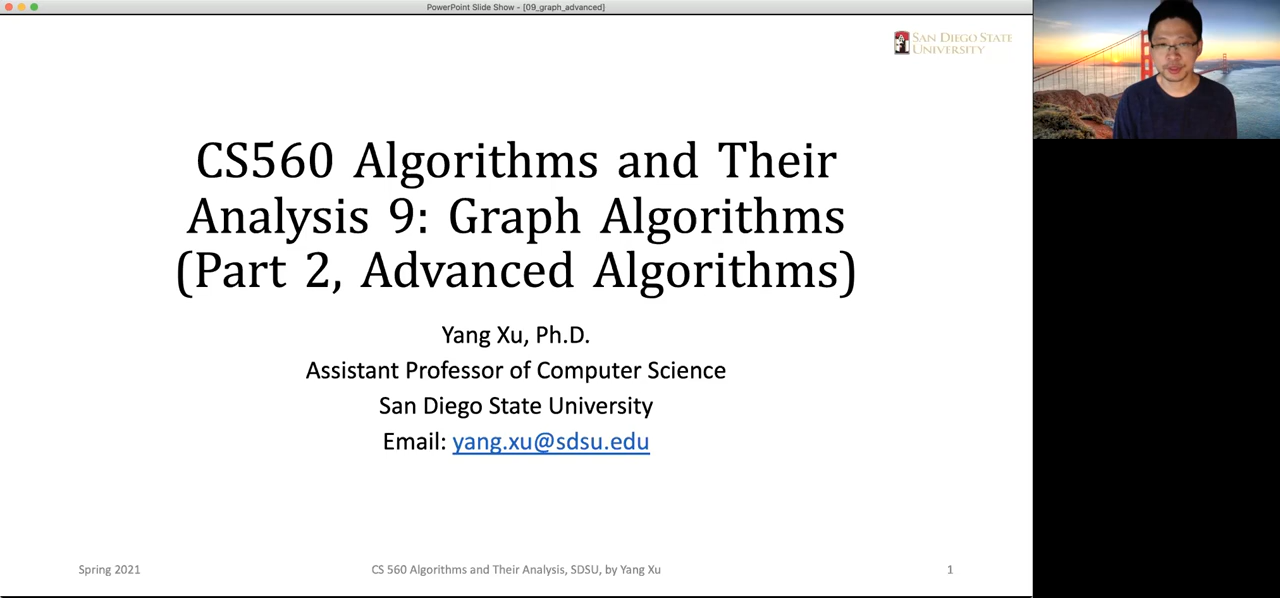 PowerPoint Slide Show - [09_graph_advanced]
SAN DIEGO STATE
UNIVERSITY
CS560 Algorithms and Their
Analysis 9: Graph Algorithms
(Part 2, Advanced Algorithms)
Yang Xu, Ph.D.
Assistant Professor of Computer Science
San Diego State University
Email: yang.xu@sdsu.edu
Spring 2021
CS 560 Algorithms and Their Analysis, SDSU, by Yang Xu
1